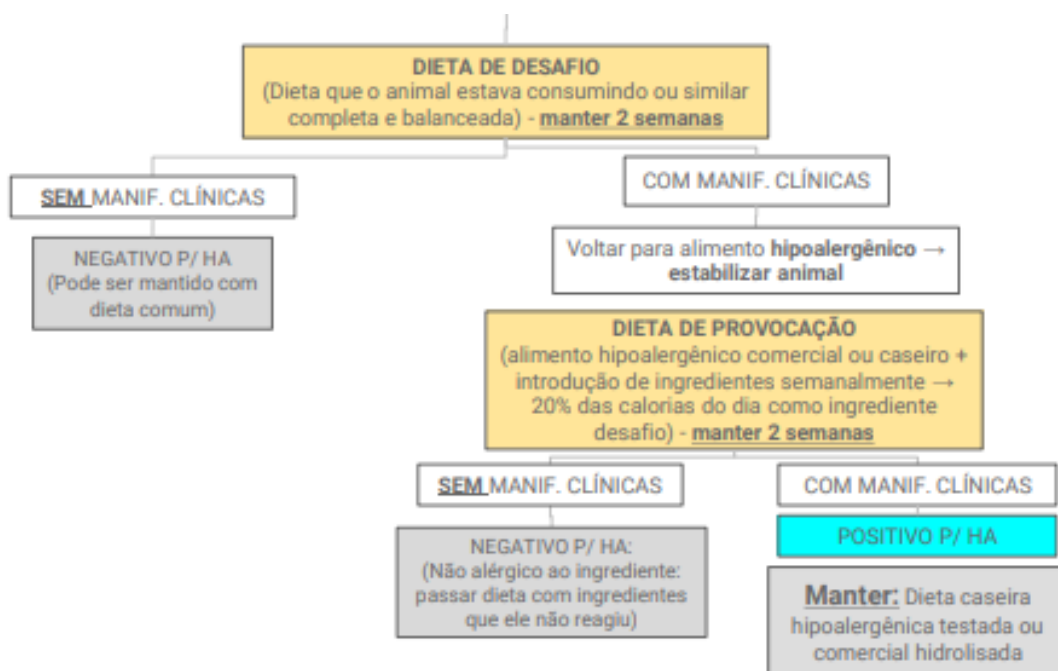 DIETA DE DESAFIO
(Dieta que o animal estava consumindo ou similar
completa e balanceada) - manter 2 semanas
SEM MANIF. CLÍNICAS
COM MANIF. CLÍNICAS
NEGATIVO P/ HA
(Pode ser mantido com
dieta comum)
Voltar para alimento hipoalergênico →
estabilizar animal
DIETA DE PROVOCAÇÃO
(alimento hipoalergênico comercial ou caseiro +
introdução de ingredientes semanalmente →
20% das calorias do dia como ingrediente
desafio) - manter 2 semanas
SEM MANIF. CLÍNICAS
COM MANIF. CLÍNICAS
NEGATIVO P/ HA:
(Não alérgico ao ingrediente:
passar dieta com ingredientes
que ele não reagiu)
POSITIVO P/ HA
Manter: Dieta caseira
hipoalergênica testada ou
comercial hidrolisada